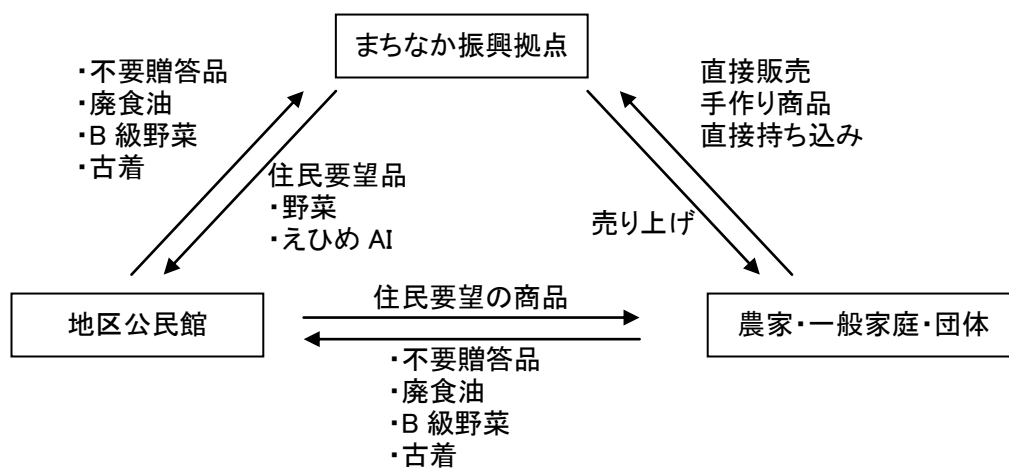 まちなか振興拠点
・不要贈答品
・廃食油
・B 級野菜
・古着
直接販売
手作り商品
直接持ち込み
住民要望品
・野菜
・えひめ AI
売り上げ
地区公民館
住民要望の商品
農家・一般家庭・団体
・不要贈答品
・廃食油
・B 級野菜
・古着